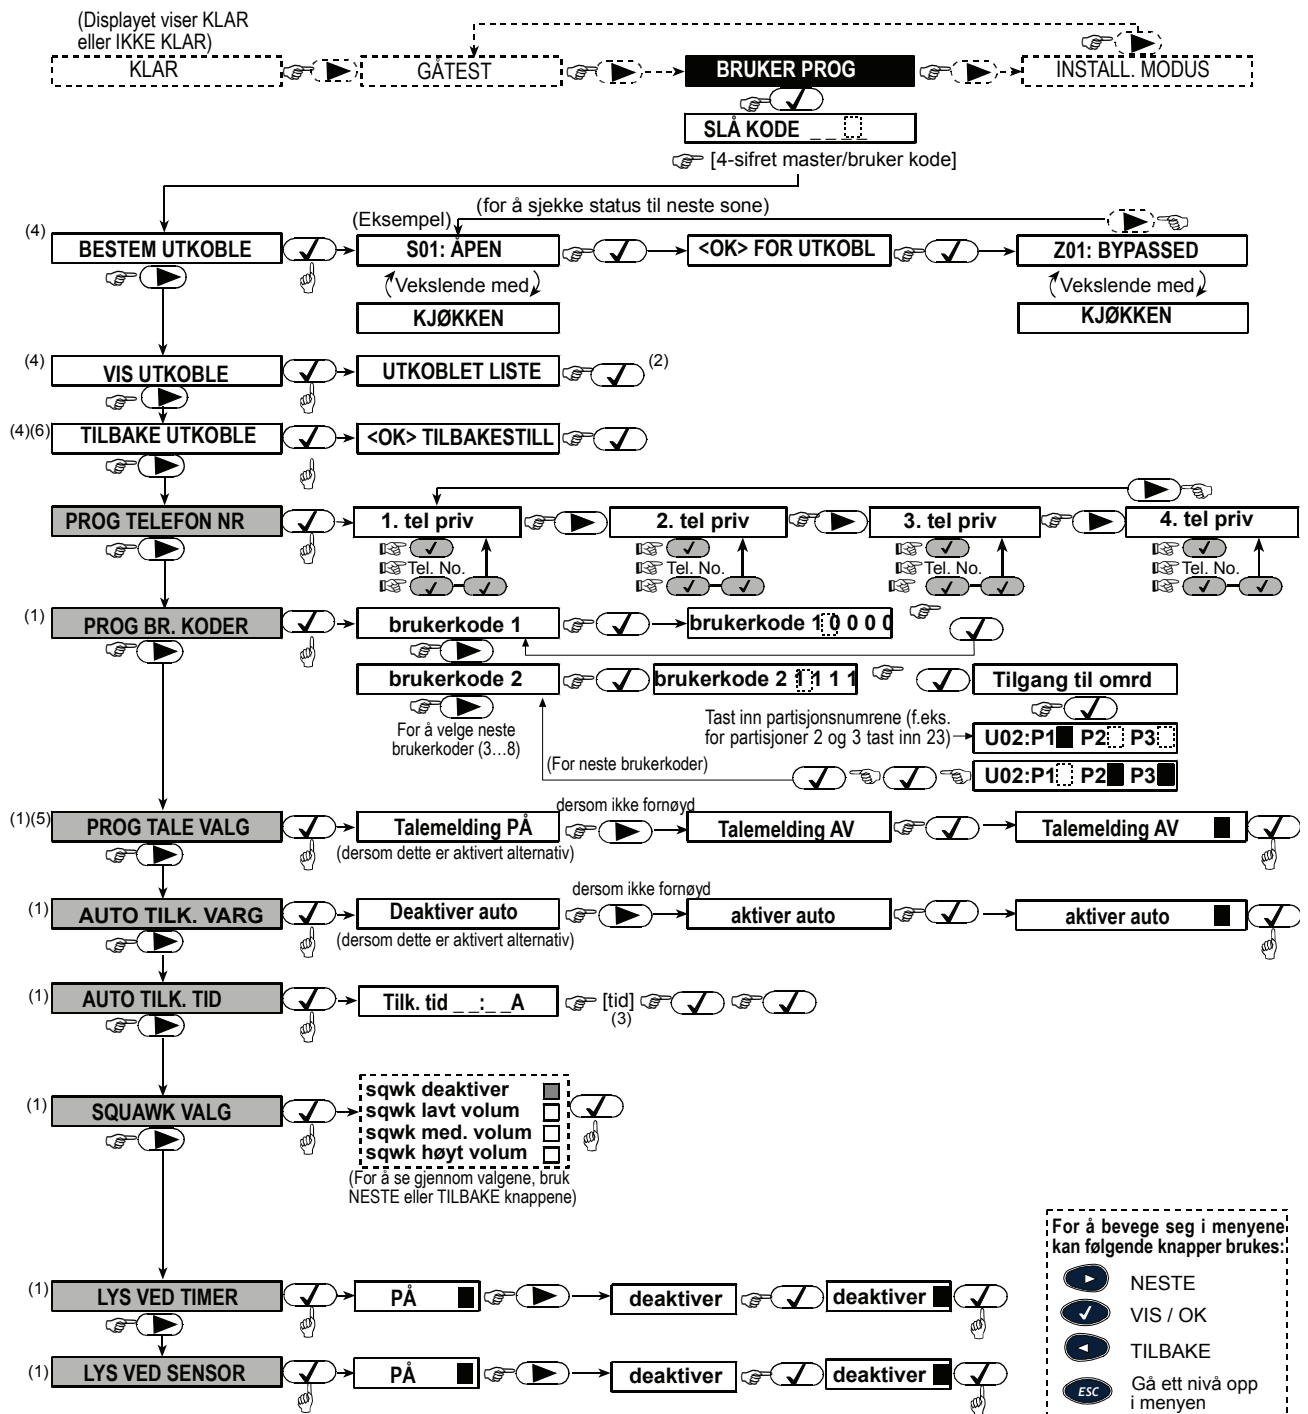 (Displayet viser KLAR
eller IKKE KLAR)
KLAR
GÅTEST
BRUKER PROG
INSTALL. MODUS
SLÅ KODE _ _ _ _
[4-sifret master/bruker kode]
(for å sjekke status til neste sone)
(Eksempel)
(4)
BESTEM UTKOBLE
S01: ÅPEN
<OK> FOR UTKOBL
Z01: BYPASSED
Vekslende med
Vekslende med
KJØKKEN
KJØKKEN
(4)
VIS UTKOBLE
UTKOBLET LISTE
(2)
(4)(6)
TILBAKE UTKOBLE
<OK> TILBAKESTILL
PROG TELEFON NR
1. tel priv
2. tel priv
3. tel priv
4. tel priv
Tel. No.
Tel. No.
Tel. No.
Tel. No.
(1)
PROG BR. KODER
brukerkode 1
brukerkode 1 0 0 0 0
brukerkode 2
brukerkode 2 1 1 1 1
Tilgang til omrd
For å velge neste
brukerkoder (3...8)
Tast inn partisjonsnumrene (f.eks.
for partisjoner 2 og 3 tast inn 23)
U02:P1 P2 P3
(For neste brukerkoder)
U02:P1 P2 P3
(1)(5)
PROG TALE VALG
Talemelding PÅ
dersom ikke fornøyd
Talemelding AV
Talemelding AV
(dersom dette er aktivert alternativ)
(1)
AUTO TILK. VARG
Deaktiver auto
dersom ikke fornøyd
aktiver auto
aktiver auto
(dersom dette er aktivert alternativ)
(1)
AUTO TILK. TID
Tilk. tid _ _:_ _A
[tid]
(3)
(1)
SQUAWK VALG
sqwk deaktiver
sqwk lavt volum
sqwk med. volum
sqwk høyt volum
(For å se gjennom valgene, bruk
NESTE eller TILBAKE knappene)
(1)
LYS VED TIMER
PÅ
deaktiver
deaktiver
(1)
LYS VED SENSOR
PÅ
deaktiver
deaktiver
For å bevege seg i menyene
kan følgende knapper brukes:
NESTE
VIS / OK
TILBAKE
ESC
Gå ett nivå opp
i menyen